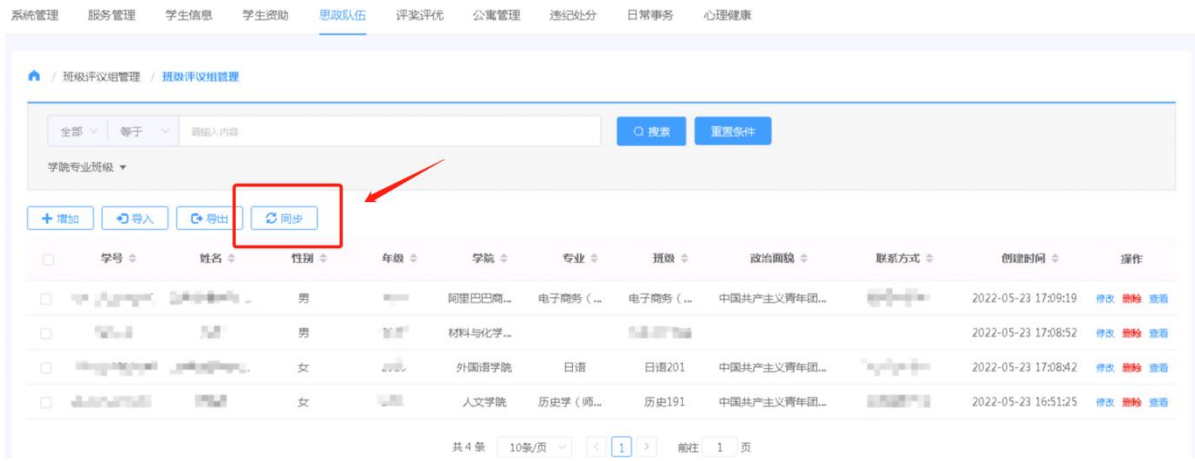 系统管理 服务管理 学生信息 学生资助 思政队伍 评奖评优 公寓管理 违纪处分 日常事务 心理健康
/ 班级评议组管理 / 班级评议组管理
全部 等于 请输入内容 搜索 重置条件
学院专业班级
增加 导入 导出 同步
学号 姓名 性别 年级 学院 专业 班级 政治面貌 联系方式 创建时间 操作
男 阿里巴巴商... 电子商务（... 电子商务（... 中国共产主义青年团... 2022-05-23 17:09:19 修改 删除 查看
男 材料与化学... 2022-05-23 17:08:52 修改 删除 查看
女 外国语学院 日语 日语201 中国共产主义青年团... 2022-05-23 17:08:42 修改 删除 查看
女 人文学院 历史学（师... 历史191 中国共产主义青年团... 2022-05-23 16:51:25 修改 删除 查看
共 4 条 10条/页 < 1 > 前往 1 页